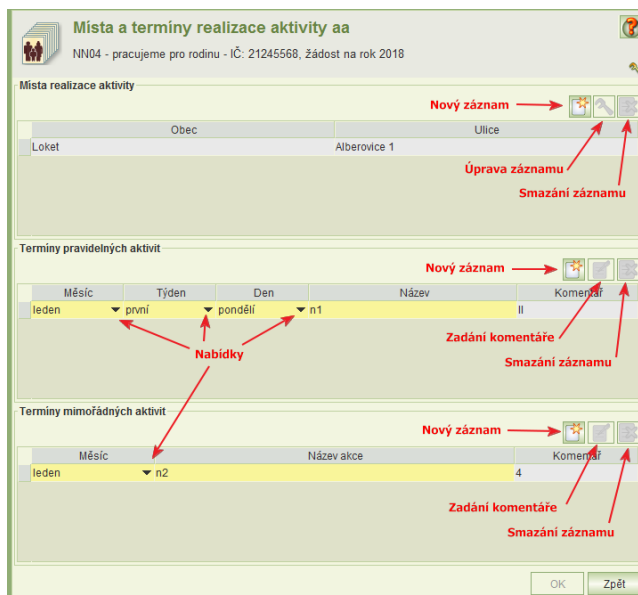 Místa a termíny realizace aktivity aa
NN04 - pracujeme pro rodinu - IČ: 21245568, žádost na rok 2018
Místa realizace aktivity
Nový záznam
Obec Ulice
Loket Alberovice 1
Úprava záznamu
Smazání záznamu
Termíny pravidelných aktivit
Nový záznam
Měsíc Týden Den Název Komentář
leden první pondělí n1 II
Zadání komentáře
Nabídky
Smazání záznamu
Termíny mimořádných aktivit
Nový záznam
Měsíc Název akce Komentář
leden n2 4
Zadání komentáře
Smazání záznamu
OK Zpět